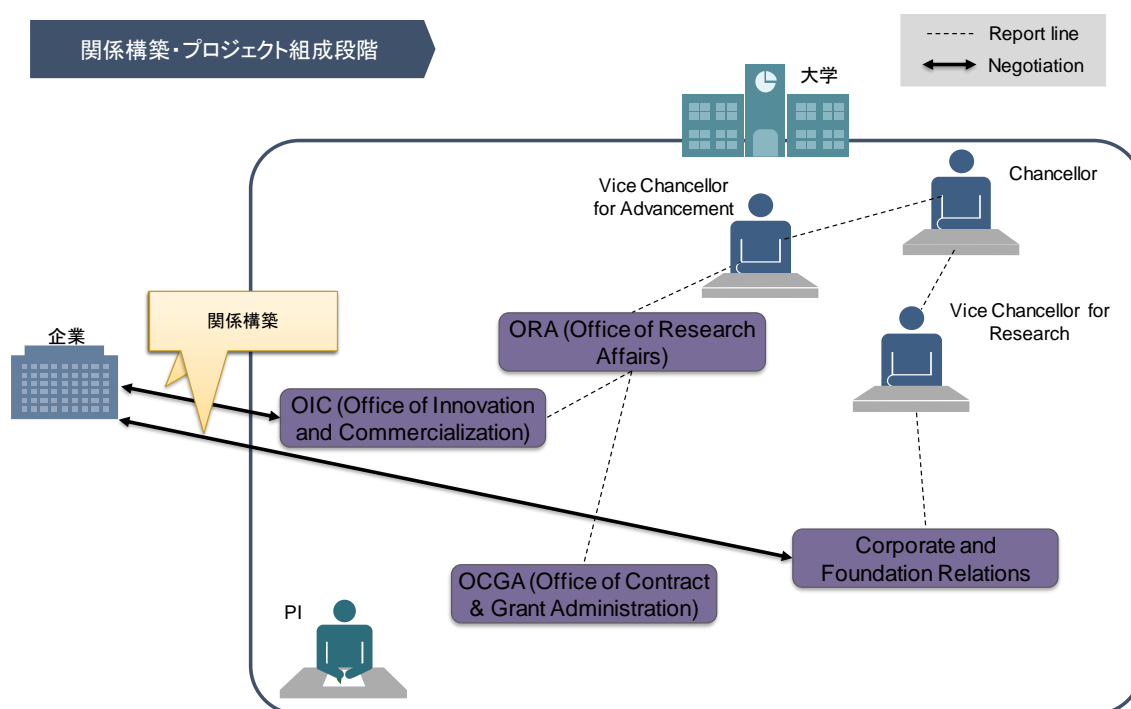 関係構築・プロジェクト組成段階
Report line
Negotiation
大学
Vice Chancellor
for Advancement
Chancellor
Vice Chancellor for
Research
関係構築
企業
ORA (Office of Research
Affairs)
OIC (Office of Innovation
and Commercialization)
Corporate and
Foundation Relations
OCGA (Office of Contract
& Grant Administration)
PI